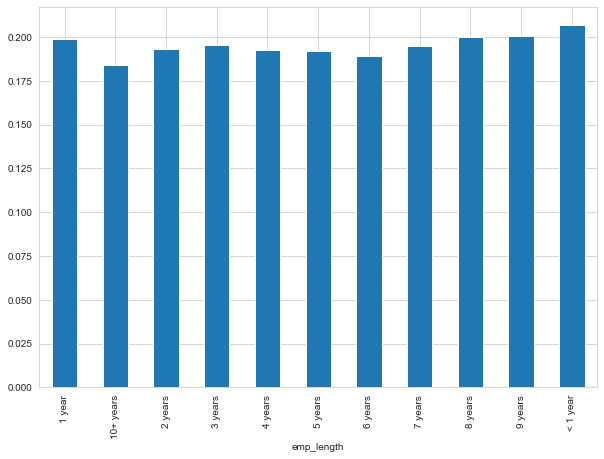 0.200
0.175
0.150
0.125
0.100
0.075
0.050
0.025
0.000
1 year
10+ years
2 years
3 years
4 years
5 years
6 years
7 years
8 years
9 years
< 1 year
emp_length